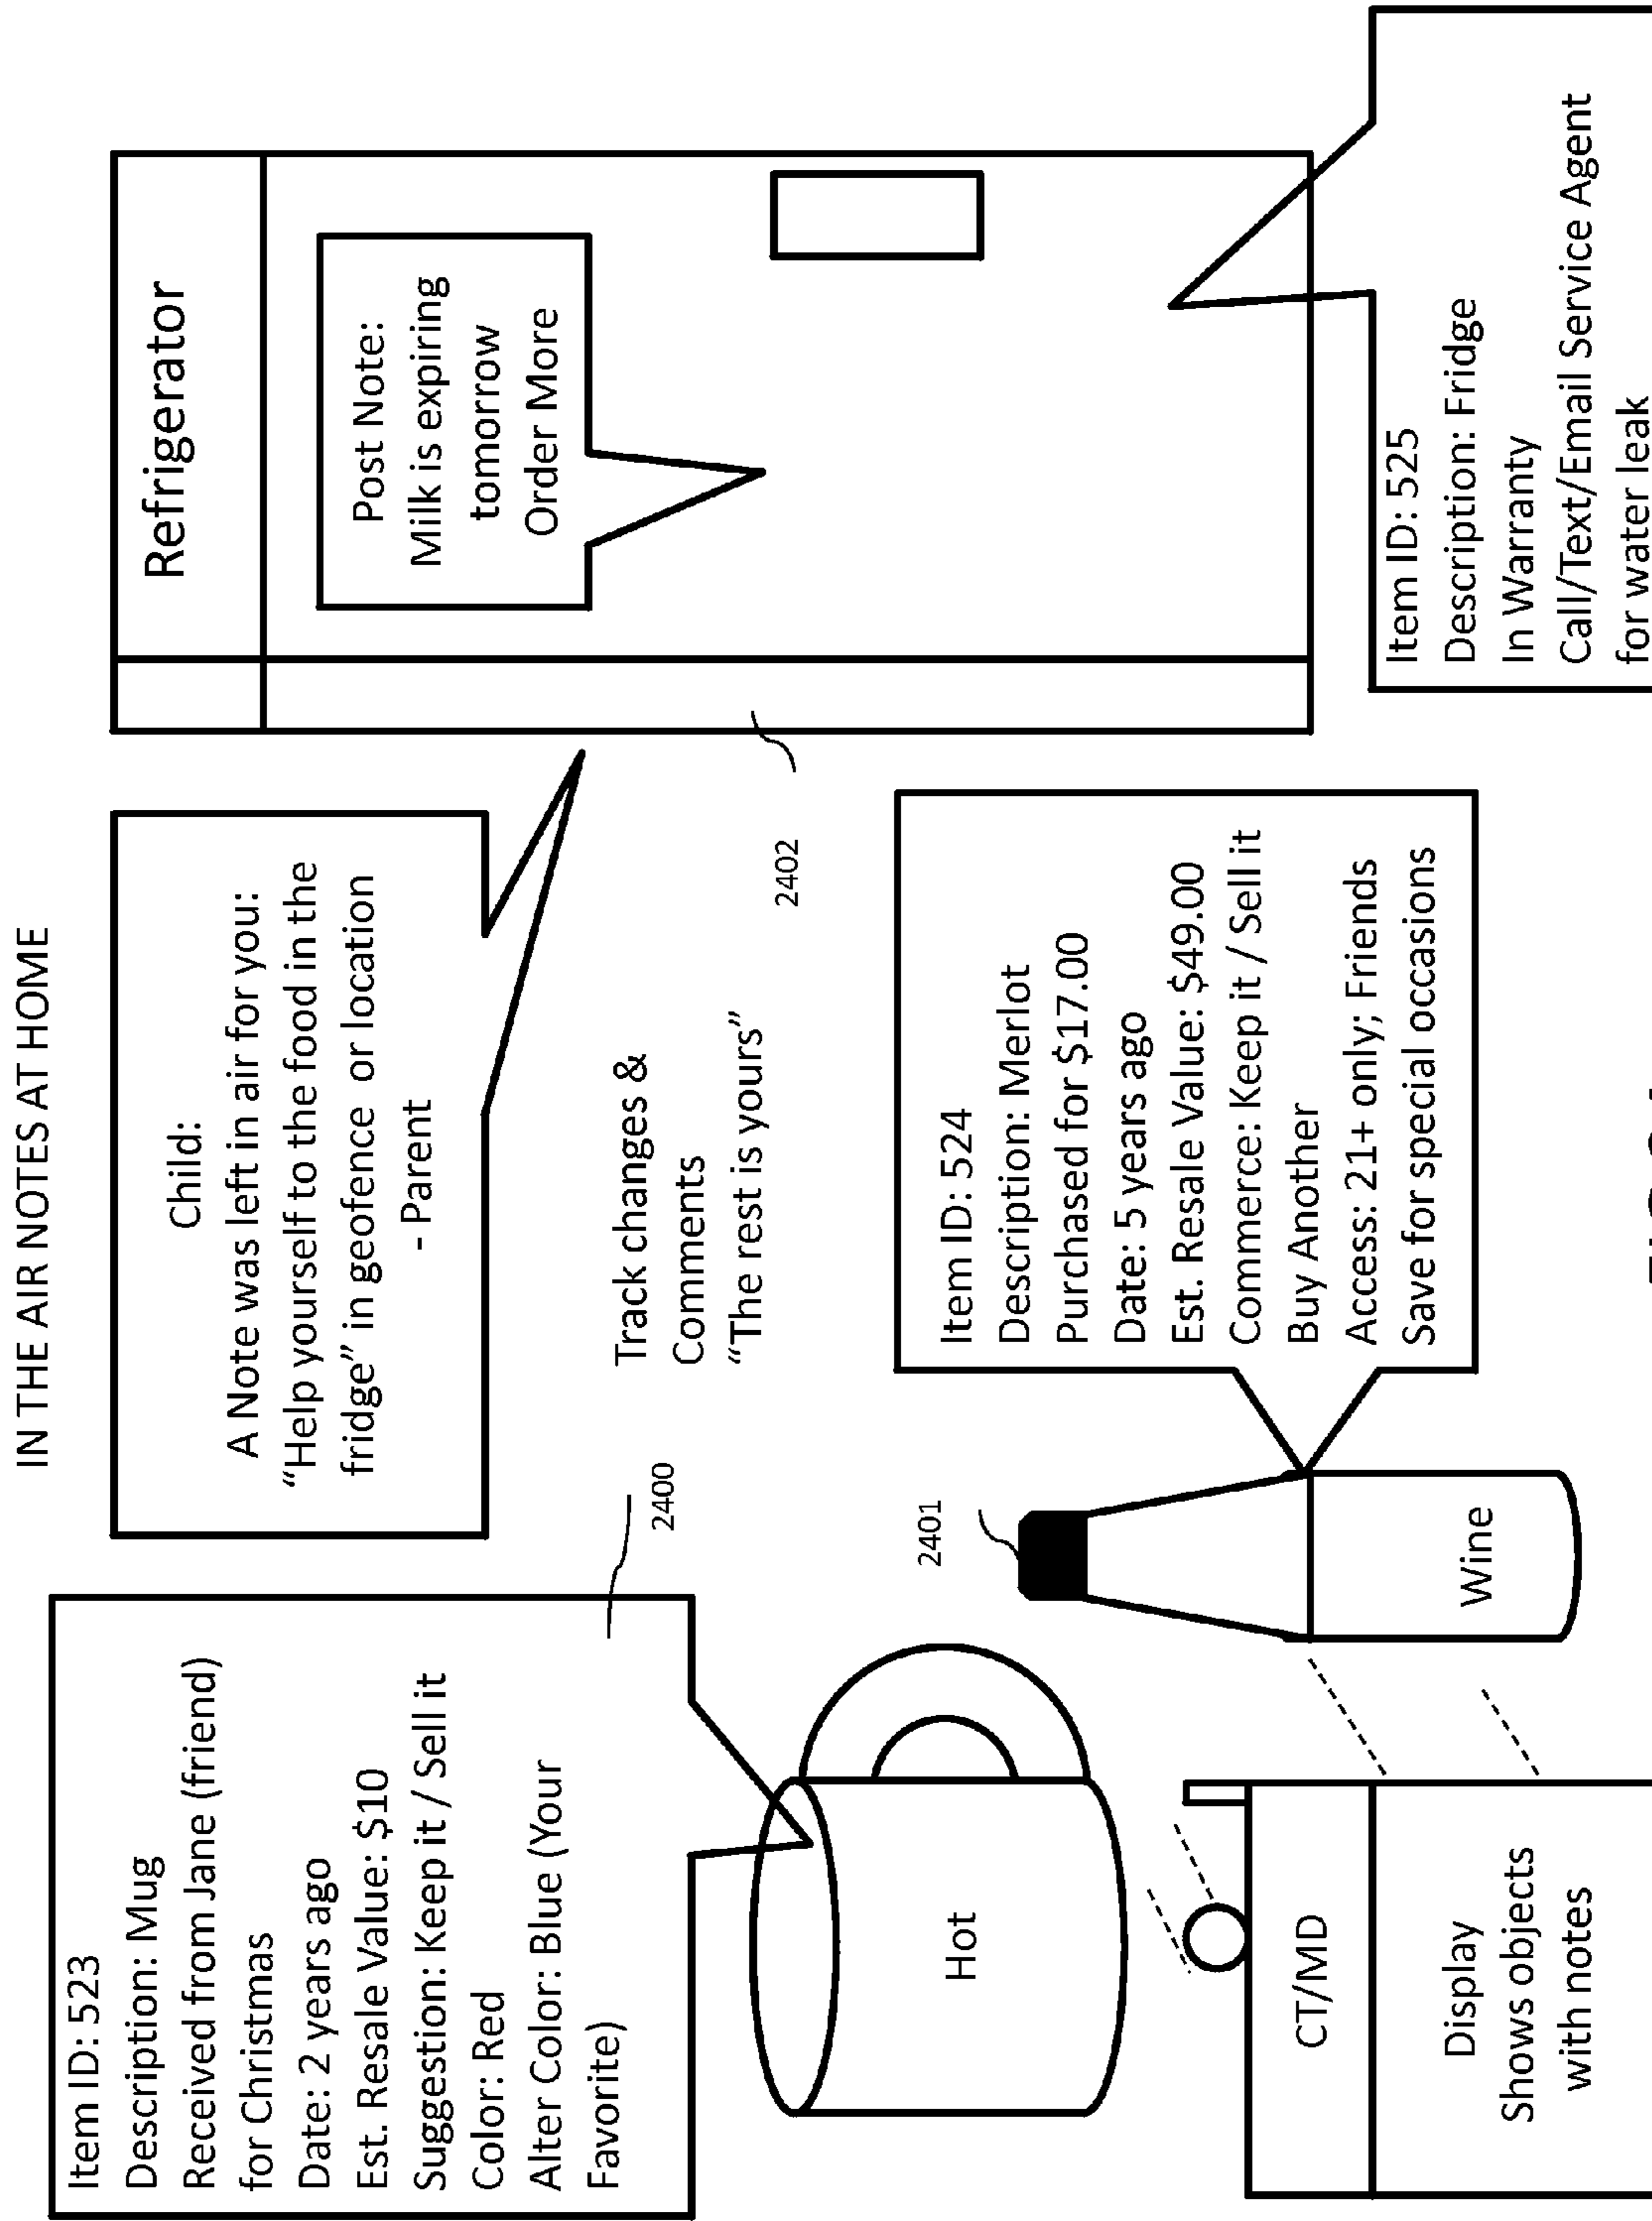 IN THE AIR NOTES AT HOME
Item ID: 523
Description: Mug
Received from Jane (friend)
for Christmas
Date: 2 years ago
Est. Resale Value: $10
Suggestion: Keep it / Sell it
Color: Red
Alter Color: Blue (Your
Favorite)
2400
Child:
A Note was left in air for you:
“Help yourself to the food in the
fridge” in geofence or location
- Parent
Refrigerator
Post Note:
Milk is expiring
tomorrow
Order More
Track changes &
Comments
“The rest is yours”
2402
Hot
2401
Wine
Item ID: 524
Description: Merlot
Purchased for $17.00
Date: 5 years ago
Est. Resale Value: $49.00
Commerce: Keep it / Sell it
Buy Another
Access: 21+ only; Friends
Save for special occasions
CT/MD
Display
Shows objects
with notes
Item ID: 525
Description: Fridge
In Warranty
Call/Text/Email Service Agent
for water leak